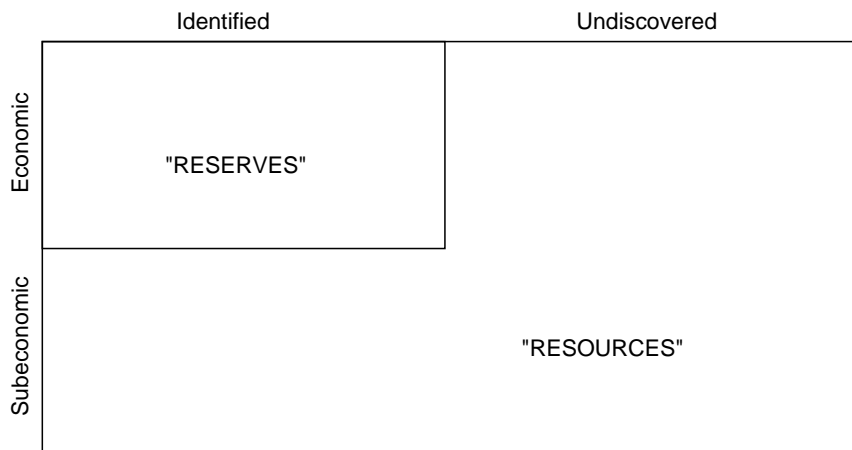 Identified
Undiscovered
Economic
"RESERVES"
Subeconomic
"RESOURCES"